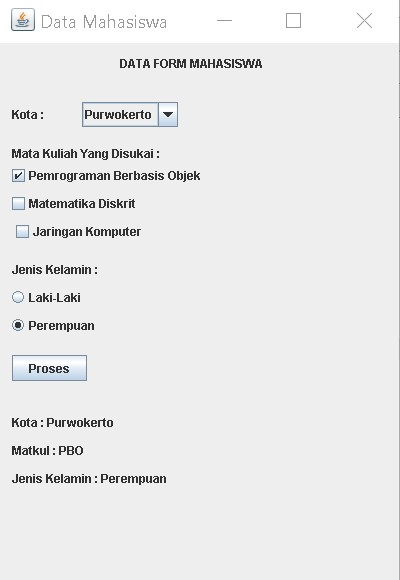 Data Mahasiswa
DATA FORM MAHASISWA
Kota : Purwokerto
Mata Kuliah Yang Disukai :
Pemrograman Berbasis Objek
Matematika Diskrit
Jaringan Komputer
Jenis Kelamin :
Laki-Laki
Perempuan
Proses
Kota : Purwokerto
Matkul : PBO
Jenis Kelamin : Perempuan